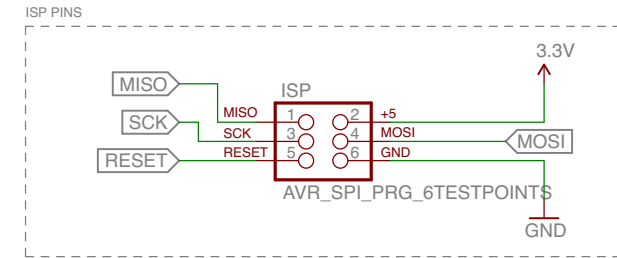 ISP PINS
3.3V
MISO
ISP
MISO 1 2 +5
SCK
SCK 3 4 MOSI
MOSI
RESET
RESET 5 6 GND
AVR_SPI_PRG_6TESTPOINTS
GND